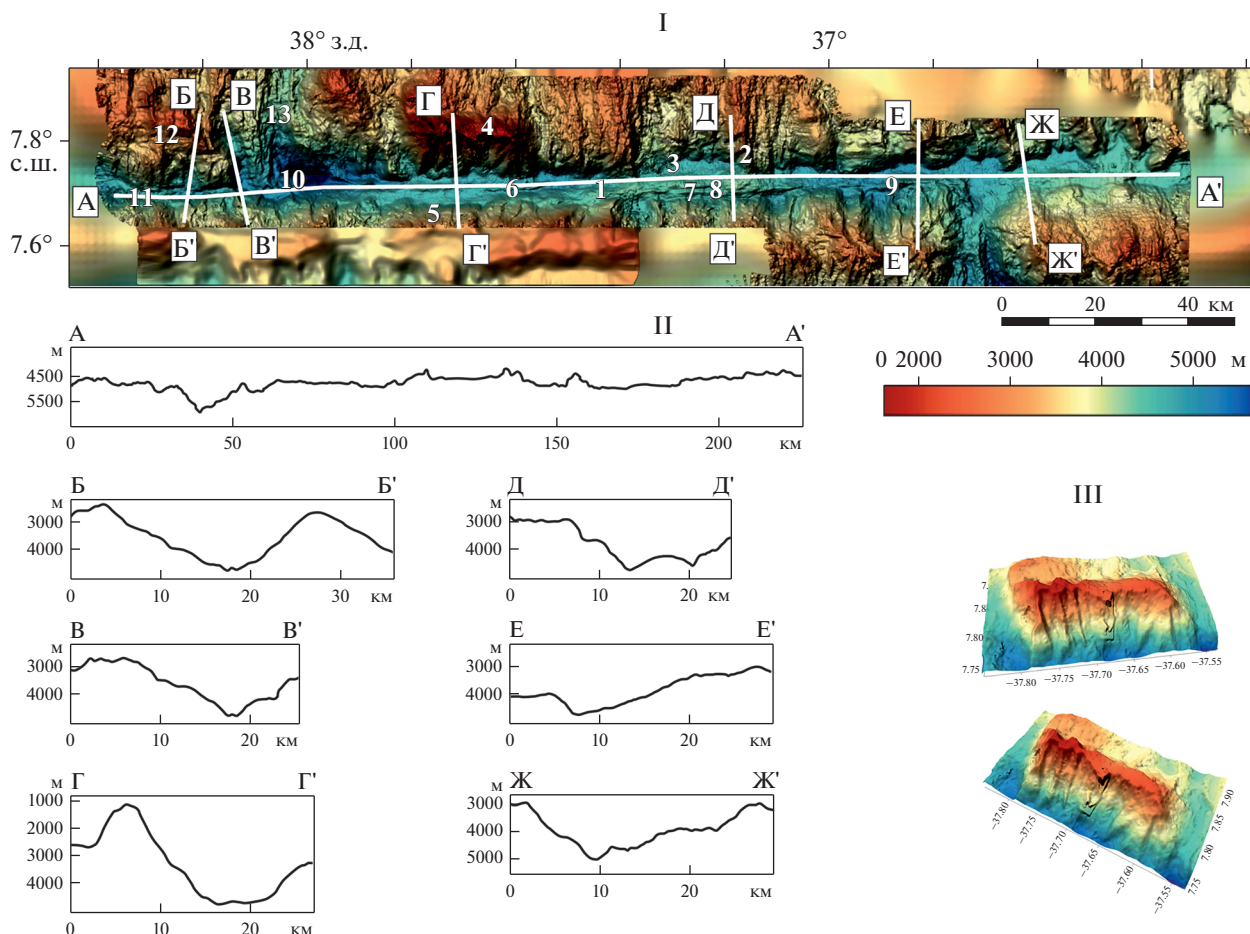 I
38° з.д. 37°
Б В Г Д Е Ж
7.8°
с.ш.
13
12
4
2
3
10
6 1 7 8 9
11
5
А А'
7.6°
Б' В' Г' Д' Е' Ж'
0 20 40 км
II
А А'
м
4500
5500
0 50 100 150 200 км
0 2000 3000 4000 5000 м
Б Б'
м
3000
4000
0 10 20 30 км
Д Д'
м
3000
4000
0 10 20 км
В В'
м
3000
4000
0 10 20 км
Е Е'
м
3000
4000
0 10 20 км
Г Г'
м
1000
2000
3000
4000
0 10 20 км
Ж Ж'
м
3000
4000
5000
0 10 20 км
III
7.
7.8
7.80
7.75
−37.80 −37.75 −37.70 −37.65 −37.60 −37.55
−37.80 −37.75 −37.70 −37.65 −37.60 −37.55
7.75 7.80 7.85 7.90